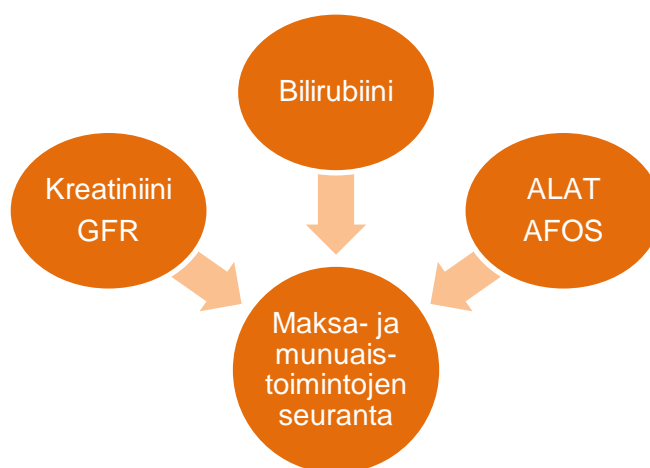 Bilirubiini
Kreatiniini
GFR
ALAT
AFOS
Maksa- ja
munuais-
toimintojen
seuranta